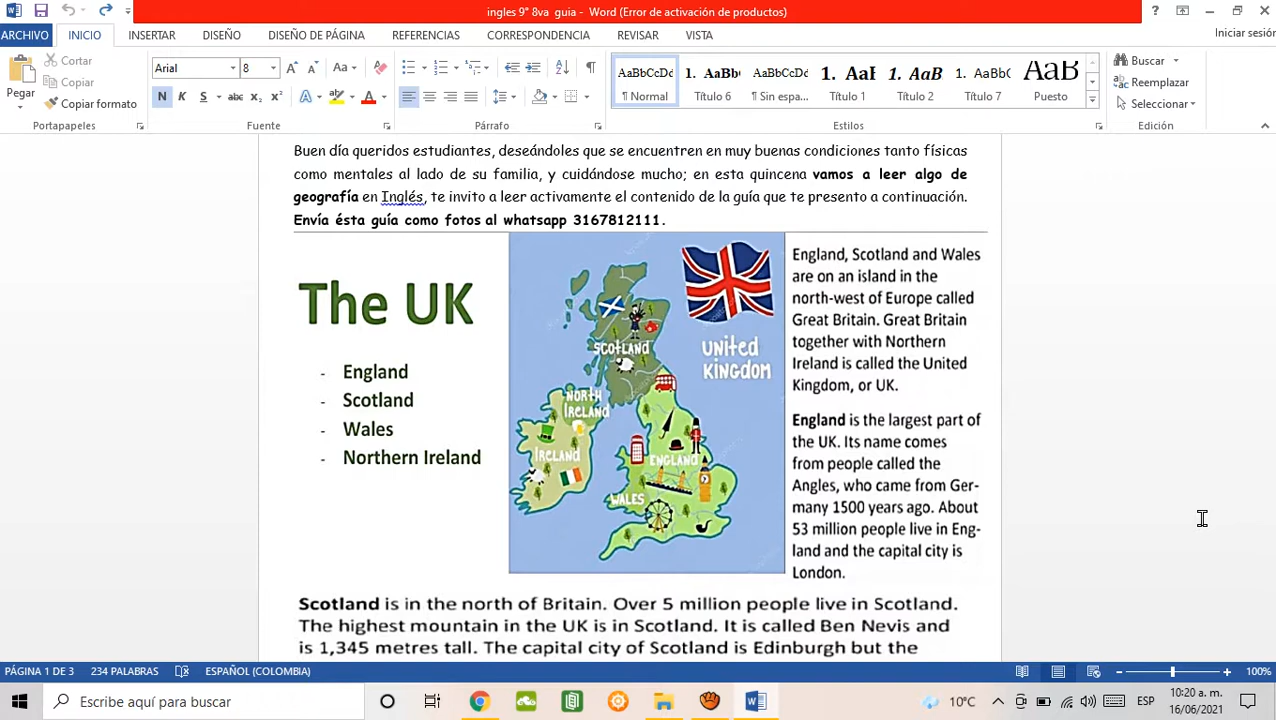 ingles 9° 8va guia - Word (Error de activación de productos)
ARCHIVO INICIO INSERTAR DISEÑO DISEÑO DE PÁGINA REFERENCIAS CORRESPONDENCIA REVISAR VISTA Iniciar sesión
Pegar
Cortar
Copiar
Copiar formato
Portapapeles
Arial 8
Aa
N K S abc x₂ x² A A
Fuente
Párrafo
AaBbCcDd 1. AaBb( AaBbCcDd 1. AaB 1. AaB 1. AaBbC AaB
¶ Normal Título 6 ¶ Sin espa... Título 1 Título 2 Título 7 Puesto
Estilos
Buscar
Reemplazar
Seleccionar
Edición
Buen día queridos estudiantes, deseándoles que se encuentren en muy buenas condiciones tanto físicas
como mentales al lado de su familia, y cuidándose mucho; en esta quincena vamos a leer algo de
geografía en Inglés, te invito a leer activamente el contenido de la guía que te presento a continuación.
Envía ésta guía como fotos al whatsapp 3167812111.
The UK
- England
- Scotland
- Wales
- Northern Ireland
UNITED
KINGDOM
SCOTLAND
NORTH
IRELAND
IRELAND
ENGLAND
WALES
England, Scotland and Wales
are on an island in the
north-west of Europe called
Great Britain. Great Britain
together with Northern
Ireland is called the United
Kingdom, or UK.
England is the largest part of
the UK. Its name comes
from people called the
Angles, who came from Ger-
many 1500 years ago. About
53 million people live in Eng-
land and the capital city is
London.
Scotland is in the north of Britain. Over 5 million people live in Scotland.
The highest mountain in the UK is in Scotland. It is called Ben Nevis and
is 1,345 metres tall. The capital city of Scotland is Edinburgh but the
PÁGINA 1 DE 3 234 PALABRAS ESPAÑOL (COLOMBIA) 100%
Escribe aquí para buscar
10°C
ESP
10:20 a. m.
16/06/2021